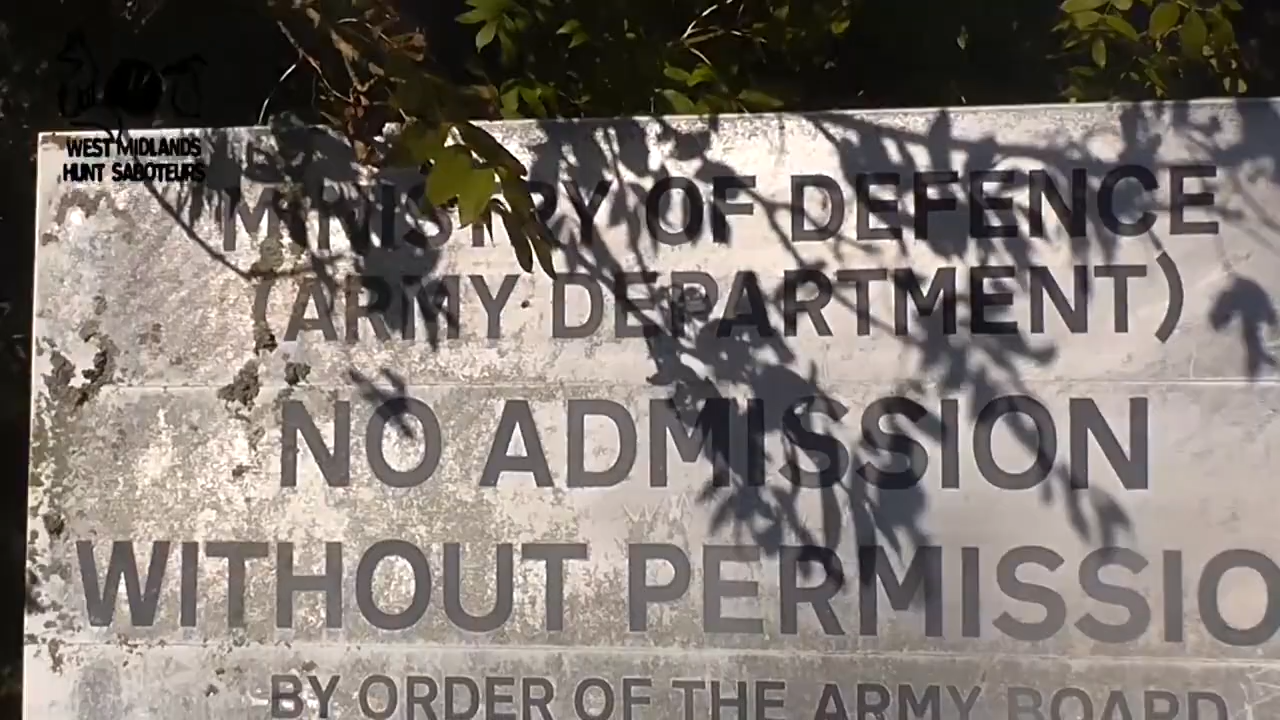 WEST MIDLANDS
HUNT SABOTEURS
MINISTRY OF DEFENCE
(ARMY DEPARTMENT)
NO ADMISSION
WITHOUT PERMISSIO
BY ORDER OF THE ARMY BOARD